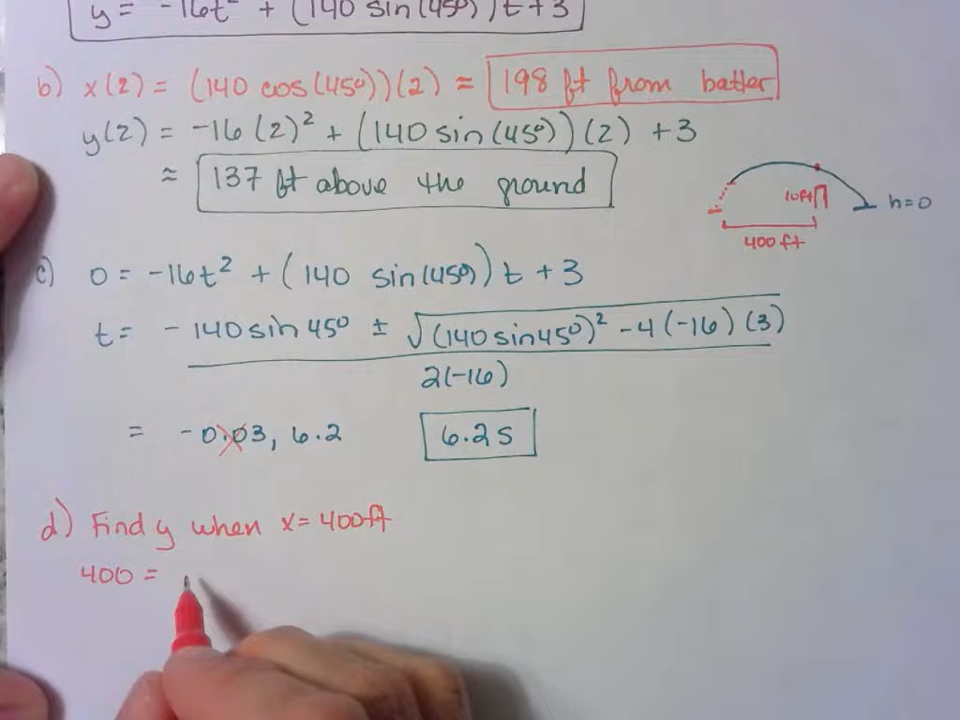 y = -16t² + (140 sin(45°))t + 3
b) x(2) = (140 cos(45°))(2) ≈ 198 ft from batter
y(2) = -16(2)² + (140 sin(45°))(2) + 3
≈ 137 ft above the ground
10ft
h=0
400 ft
c) 0 = -16t² + (140 sin(45°))t + 3
t = -140 sin 45° ± √(140 sin 45°)² - 4(-16)(3)
2(-16)
= -0.03, 6.2 6.2 s
d) Find y when x = 400ft
400 =